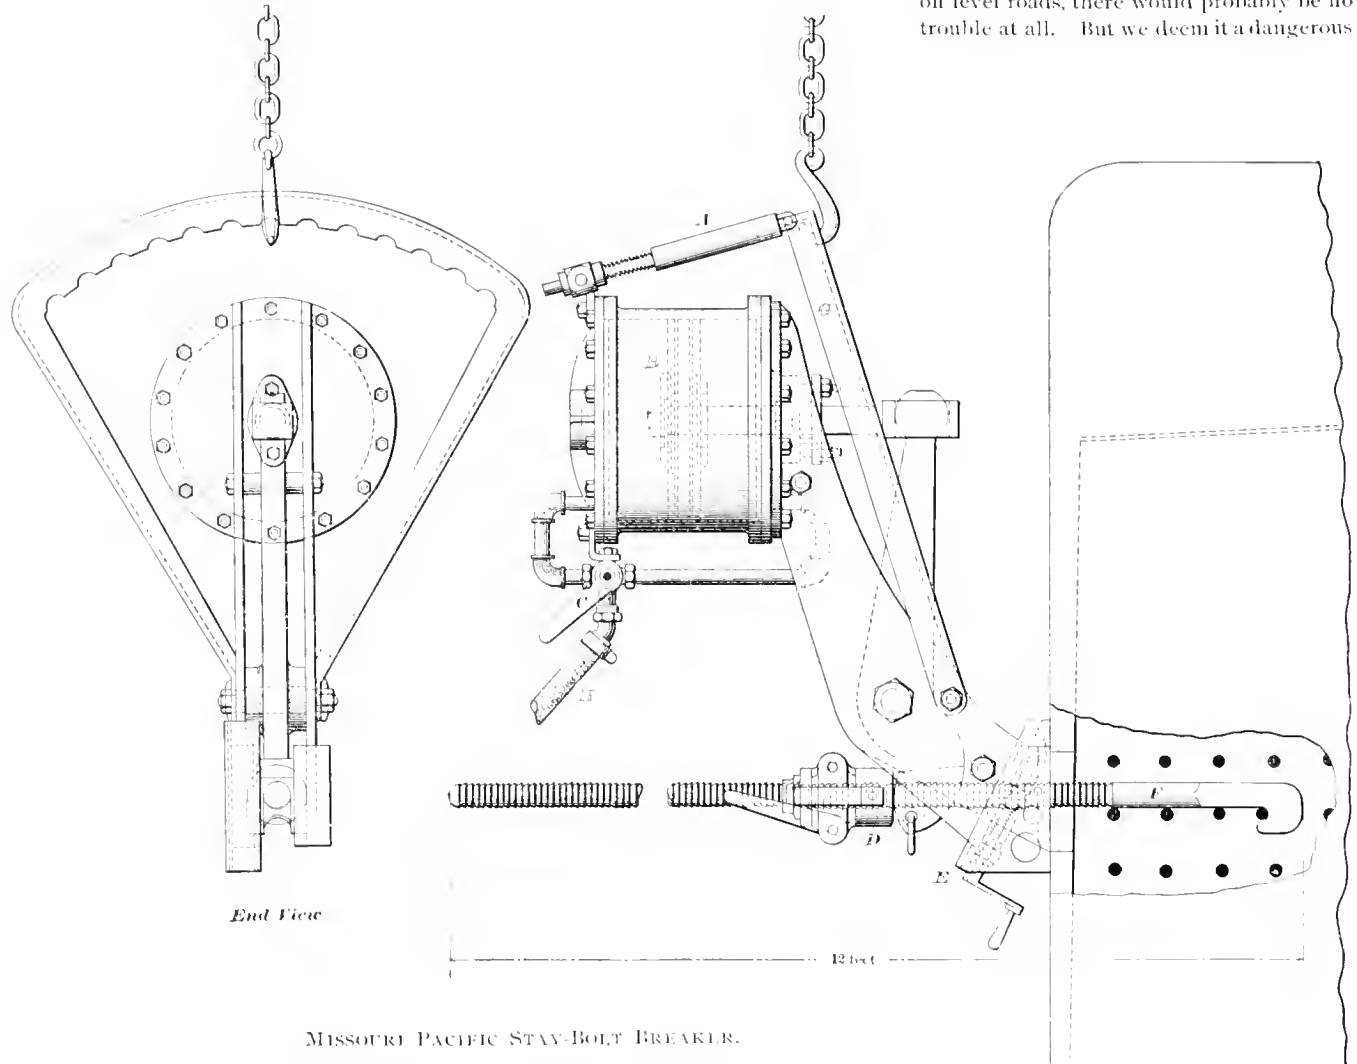 on level roads, there would probably be no
trouble at all. But we deem it a dangerous
A
G
B
C
H
F
D
E
End View
12 feet
MISSOURI PACIFIC STAY-BOLT BREAKER.